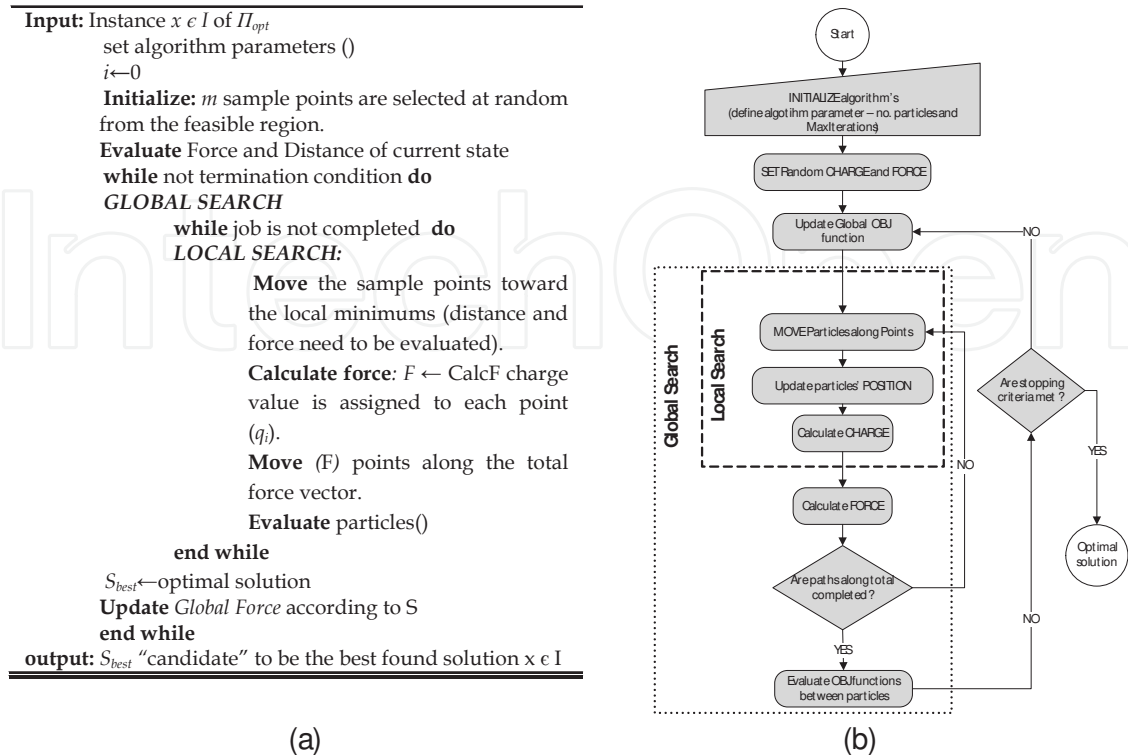 Input: Instance x ϵ I of Π_opt
set algorithm parameters ()
i←0
Initialize: m sample points are selected at random
from the feasible region.
Evaluate Force and Distance of current state
while not termination condition do
GLOBAL SEARCH
while job is not completed do
LOCAL SEARCH:
Move the sample points toward
the local minimums (distance and
force need to be evaluated).
Calculate force: F ← CalcF charge
value is assigned to each point
(q_i).
Move (F) points along the total
force vector.
Evaluate particles()
end while
S_best←optimal solution
Update Global Force according to S
end while
output: S_best "candidate" to be the best found solution x ϵ I
(a)
Start
INITIALIZE algorithm's
(define algotihm parameter – no. particles and
MaxIterations)
SET Random CHARGE and FORCE
Update Global OBJ
function
NO
Global Search
Local Search
MOVE Particles along Points
Update particles' POSITION
Calculate CHARGE
NO
Calculate FORCE
Are paths along total
completed ?
YES
Evaluate OBJ functions
between particles
NO
Are stopping
criteria met ?
YES
Optimal
solution
(b)
InTechOpen